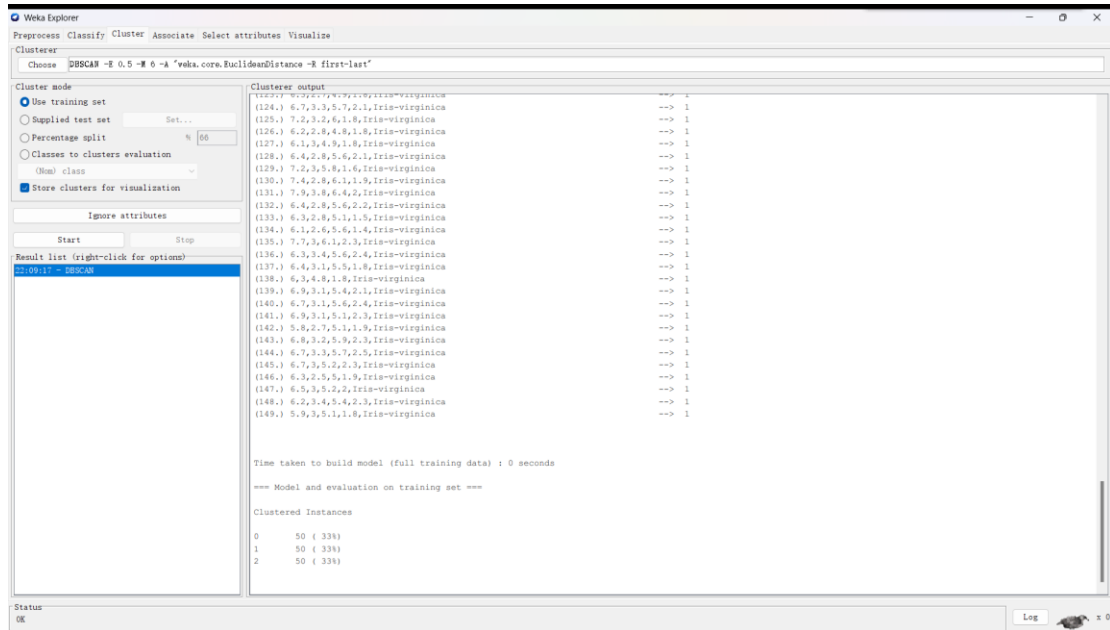 Weka Explorer
Preprocess Classify Cluster Associate Select attributes Visualize
Clusterer
Choose DBSCAN -E 0.5 -M 6 -A "weka.core.EuclideanDistance -R first-last"
Cluster mode
Use training set
Supplied test set Set...
Percentage split % 66
Classes to clusters evaluation
(Nom) class
Store clusters for visualization
Ignore attributes
Start Stop
Result list (right-click for options)
22:09:17 - DBSCAN
Clusterer output
(123.) 6.3,2.7,4.9,1.8,Iris-virginica --> 1
(124.) 6.7,3.3,5.7,2.1,Iris-virginica --> 1
(125.) 7.2,3.2,6,1.8,Iris-virginica --> 1
(126.) 6.2,2.8,4.8,1.8,Iris-virginica --> 1
(127.) 6.1,3,4.9,1.8,Iris-virginica --> 1
(128.) 6.4,2.8,5.6,2.1,Iris-virginica --> 1
(129.) 7.2,3,5.8,1.6,Iris-virginica --> 1
(130.) 7.4,2.8,6.1,1.9,Iris-virginica --> 1
(131.) 7.9,3.8,6.4,2,Iris-virginica --> 1
(132.) 6.4,2.8,5.6,2.2,Iris-virginica --> 1
(133.) 6.3,2.8,5.1,1.5,Iris-virginica --> 1
(134.) 6.1,2.6,5.6,1.4,Iris-virginica --> 1
(135.) 7.7,3,6.1,2.3,Iris-virginica --> 1
(136.) 6.3,3.4,5.6,2.4,Iris-virginica --> 1
(137.) 6.4,3.1,5.5,1.8,Iris-virginica --> 1
(138.) 6,3,4.8,1.8,Iris-virginica --> 1
(139.) 6.9,3.1,5.4,2.1,Iris-virginica --> 1
(140.) 6.7,3.1,5.6,2.4,Iris-virginica --> 1
(141.) 6.9,3.1,5.1,2.3,Iris-virginica --> 1
(142.) 5.8,2.7,5.1,1.9,Iris-virginica --> 1
(143.) 6.8,3.2,5.9,2.3,Iris-virginica --> 1
(144.) 6.7,3.3,5.7,2.5,Iris-virginica --> 1
(145.) 6.7,3,5.2,2.3,Iris-virginica --> 1
(146.) 6.3,2.5,5,1.9,Iris-virginica --> 1
(147.) 6.5,3,5.2,2,Iris-virginica --> 1
(148.) 6.2,3.4,5.4,2.3,Iris-virginica --> 1
(149.) 5.9,3,5.1,1.8,Iris-virginica --> 1
Time taken to build model (full training data) : 0 seconds
=== Model and evaluation on training set ===
Clustered Instances
0 50 ( 33%)
1 50 ( 33%)
2 50 ( 33%)
Status
OK
Log
x 0